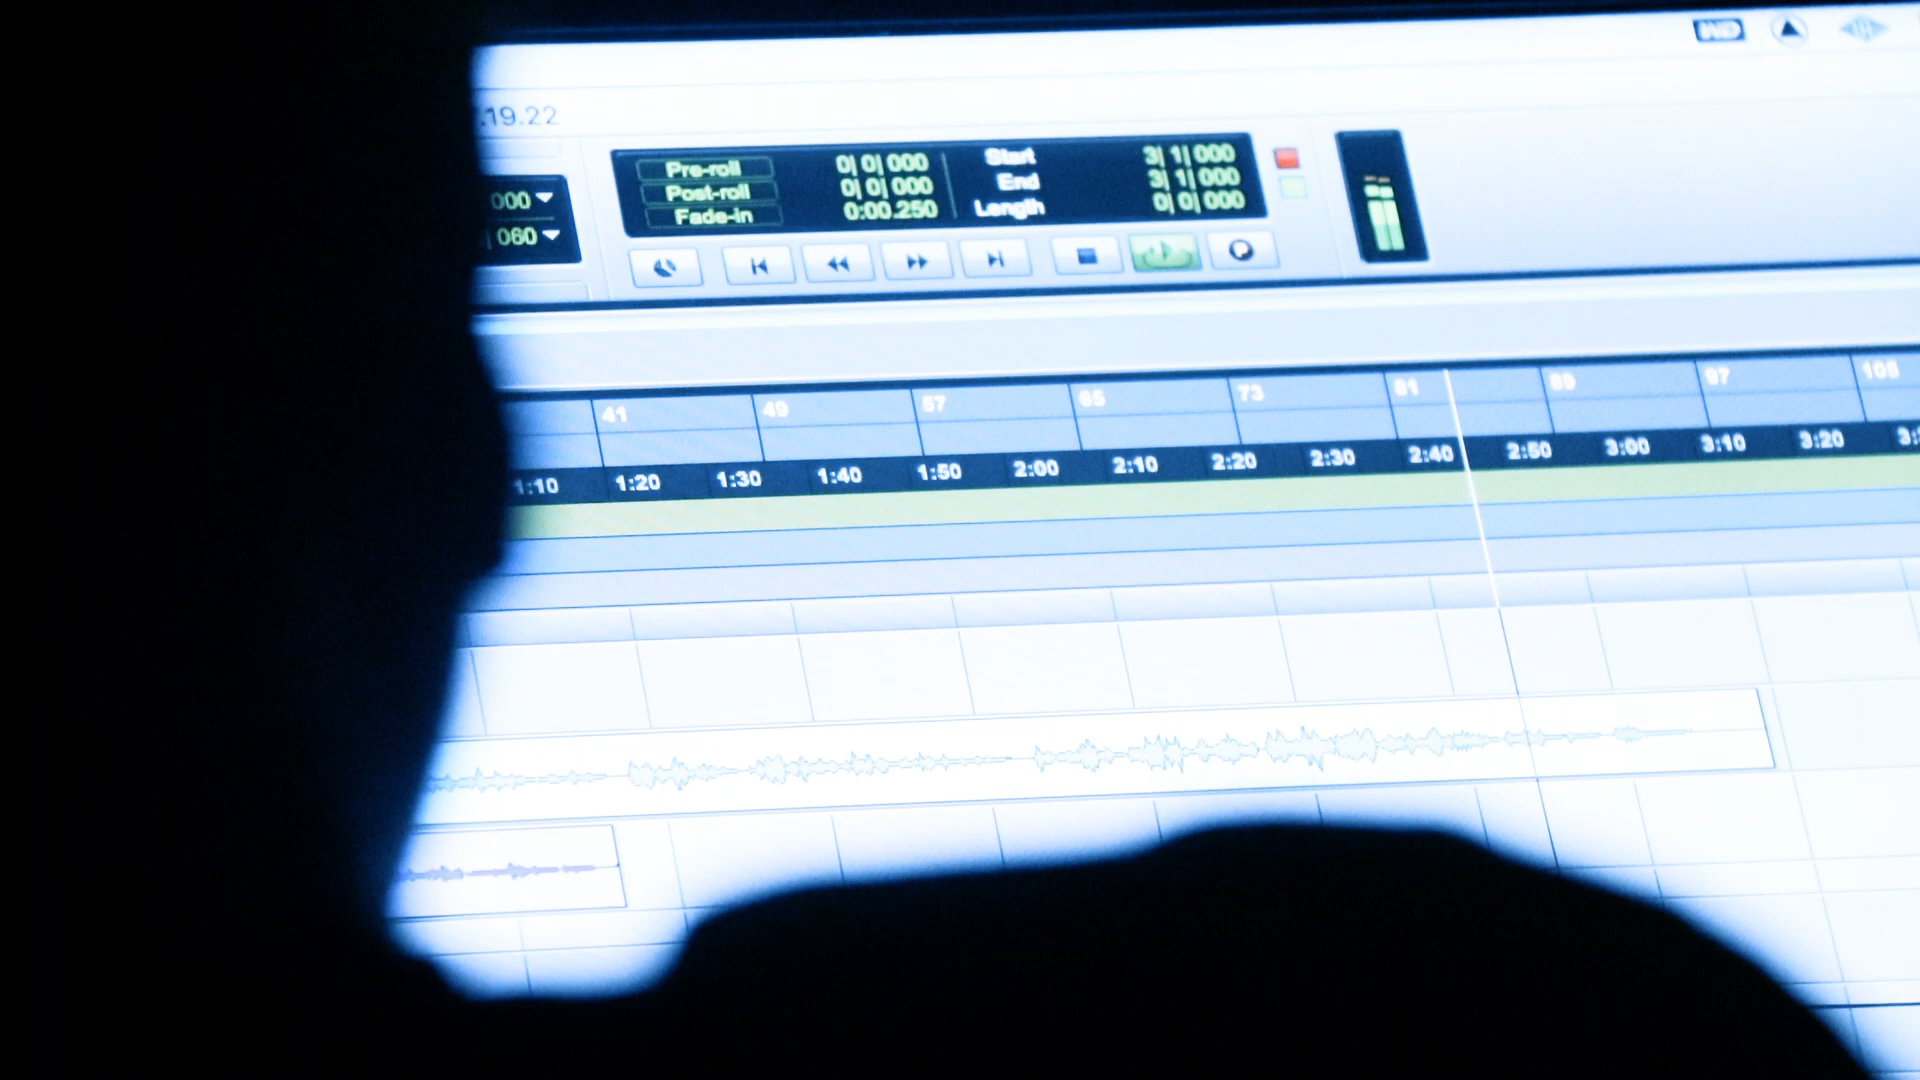 .19.22
000
060
Pre-roll 0| 0| 000 Start 3| 1| 000
Post-roll 0| 0| 000 End 3| 1| 000
Fade-in 0:00.250 Length 0| 0| 000
41 49 57 65 73 81 89 97 105
1:10 1:20 1:30 1:40 1:50 2:00 2:10 2:20 2:30 2:40 2:50 3:00 3:10 3:20